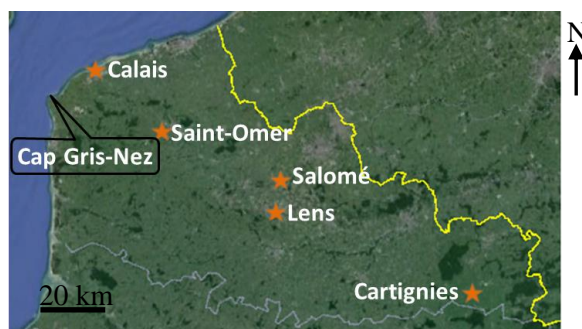 N
Calais
Saint-Omer
Cap Gris-Nez
Salomé
Lens
Cartignies
20 km